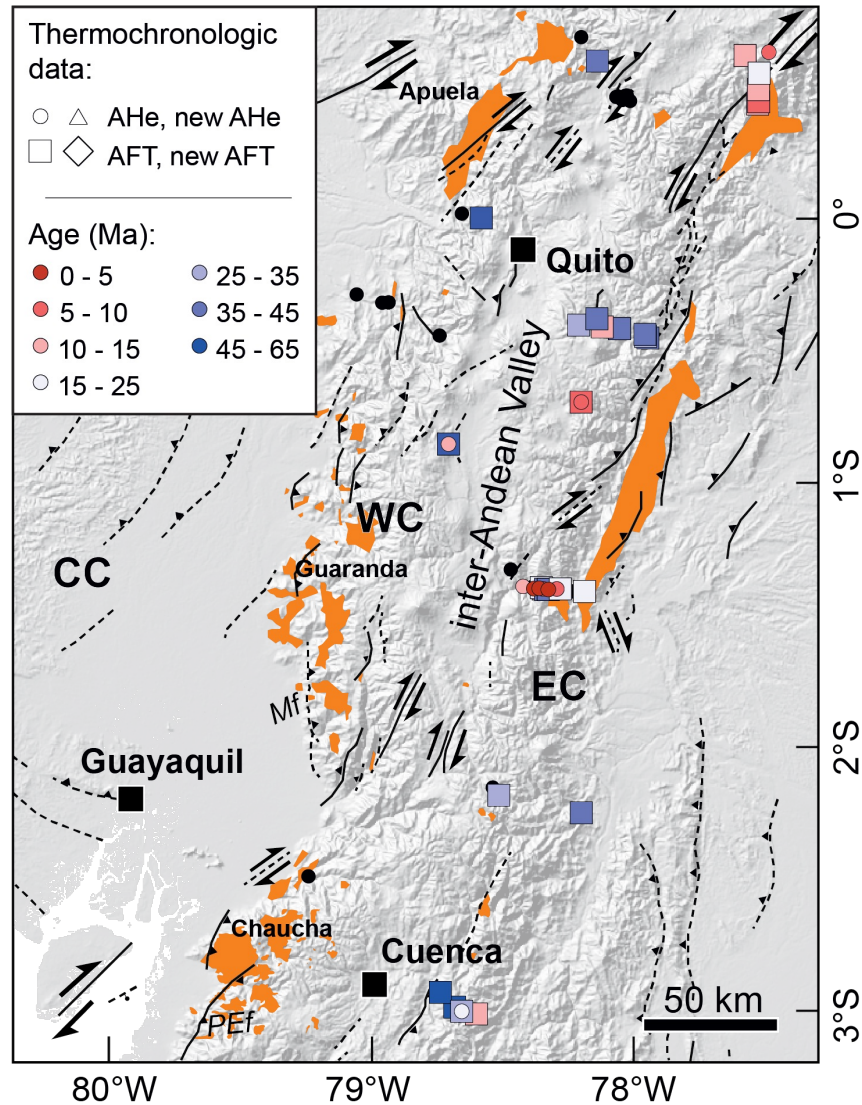 Thermochronologic
data:
AHe, new AHe
AFT, new AFT
Age (Ma):
0 - 5
25 - 35
5 - 10
35 - 45
10 - 15
45 - 65
15 - 25
Apuela
0°
Quito
inter-Andean Valley
1°S
WC
CC
Guaranda
EC
Mf
2°S
Guayaquil
Chaucha
Cuenca
50 km
PEf
3°S
80°W
79°W
78°W